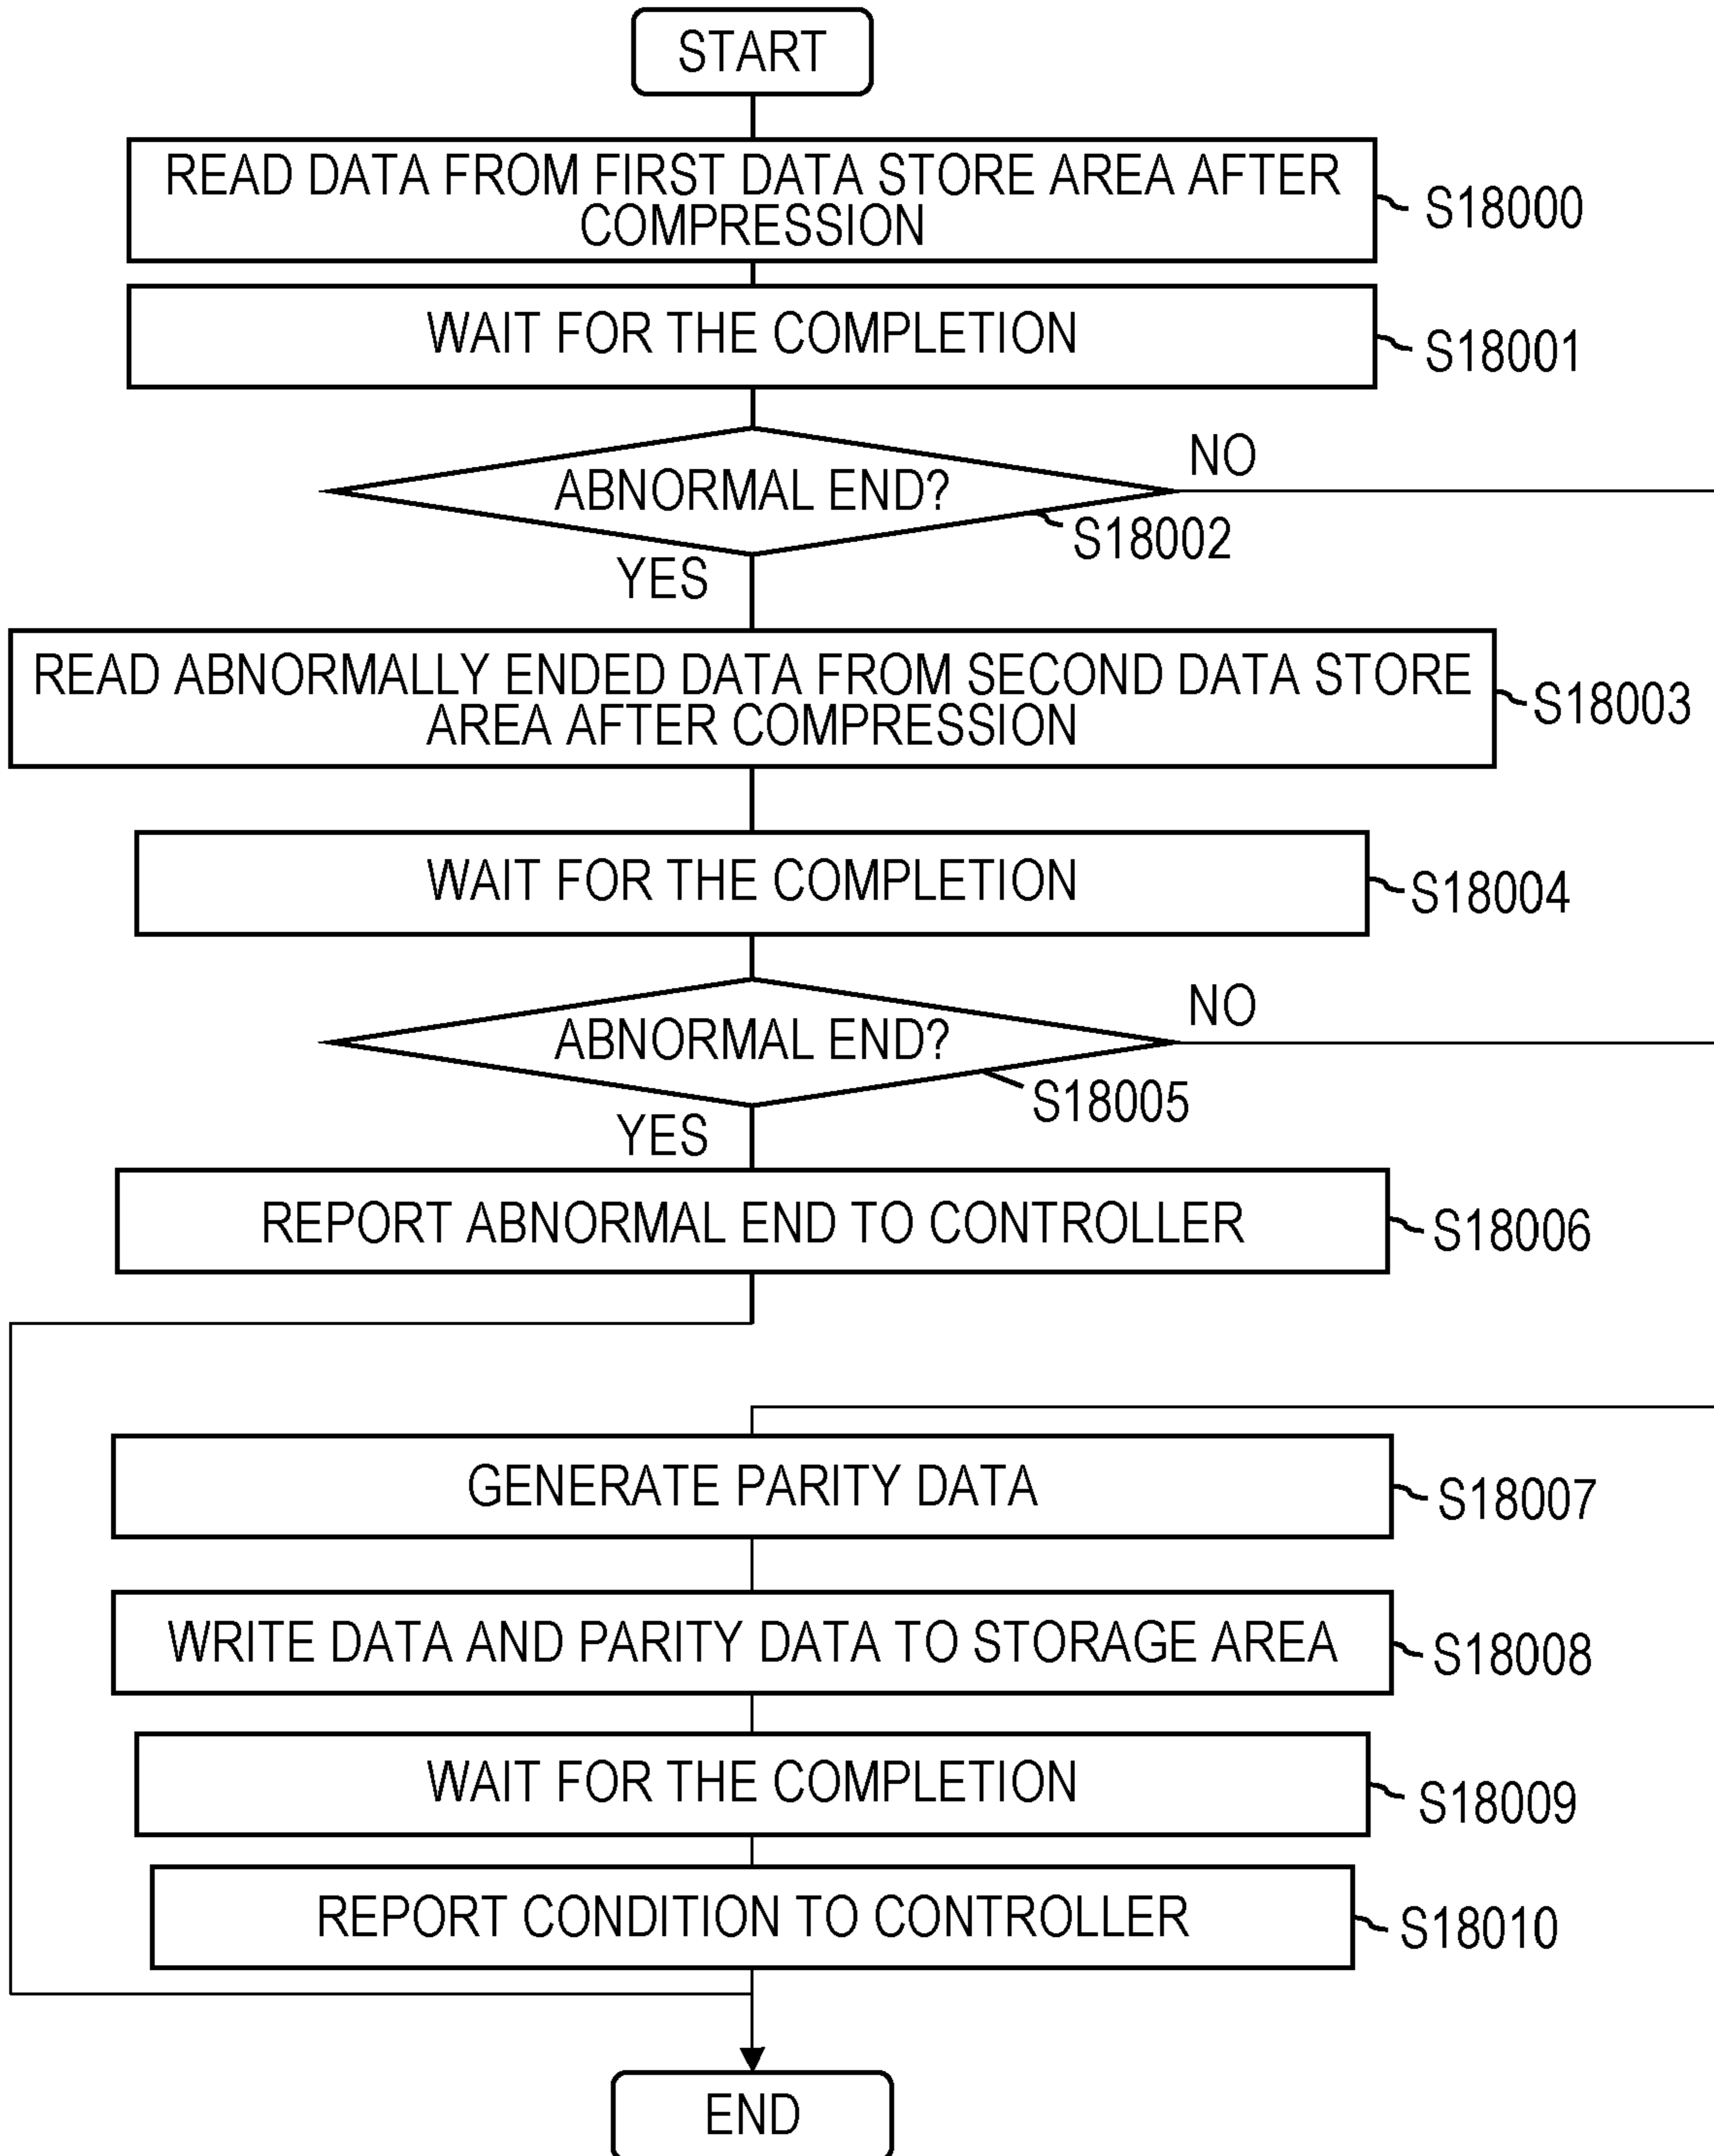 START
READ DATA FROM FIRST DATA STORE AREA AFTER
COMPRESSION
S18000
WAIT FOR THE COMPLETION
S18001
NO
ABNORMAL END?
S18002
YES
READ ABNORMALLY ENDED DATA FROM SECOND DATA STORE
AREA AFTER COMPRESSION
S18003
WAIT FOR THE COMPLETION
S18004
NO
ABNORMAL END?
S18005
YES
REPORT ABNORMAL END TO CONTROLLER
S18006
GENERATE PARITY DATA
S18007
WRITE DATA AND PARITY DATA TO STORAGE AREA
S18008
WAIT FOR THE COMPLETION
S18009
REPORT CONDITION TO CONTROLLER
S18010
END